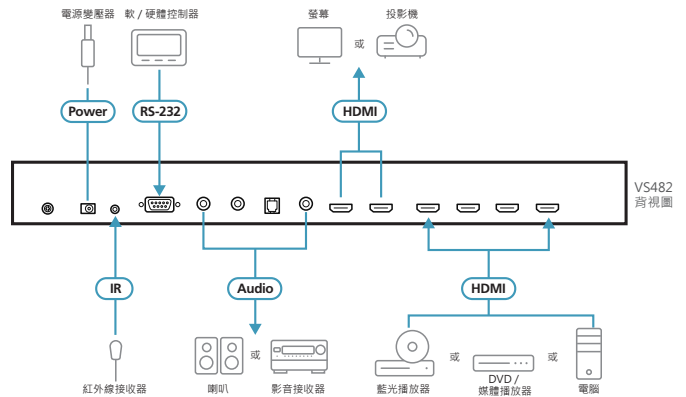 電源變壓器
軟 / 硬體控制器
螢幕
或
投影機
Power
RS-232
HDMI
VS482
背視圖
IR
Audio
HDMI
或
或
或
紅外線接收器
喇叭
影音接收器
藍光播放器
DVD /
媒體播放器
電腦